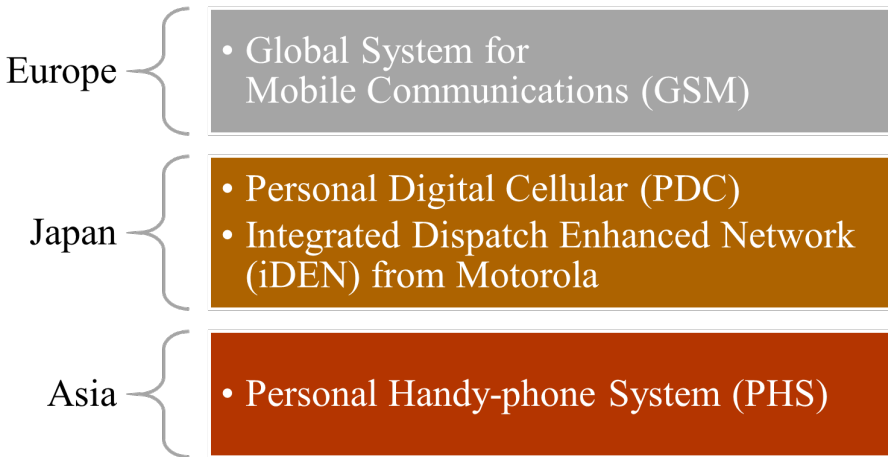 Europe
• Global System for
Mobile Communications (GSM)
Japan
• Personal Digital Cellular (PDC)
• Integrated Dispatch Enhanced Network
(iDEN) from Motorola
Asia
• Personal Handy-phone System (PHS)